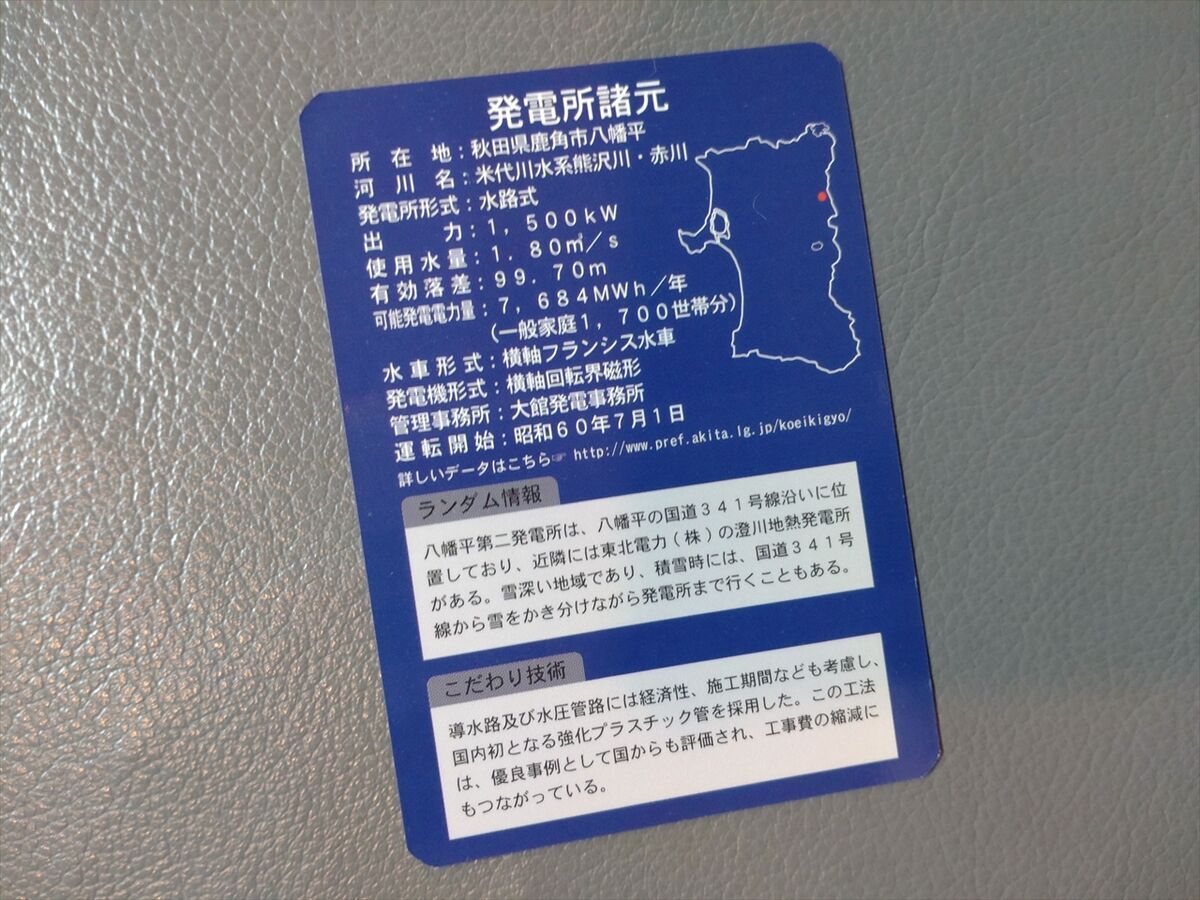 発電所諸元
所在地：秋田県鹿角市八幡平
河川名：米代川水系熊沢川・赤川
発電所形式：水路式
出力：１，５００ｋＷ
使用水量：１．８０㎥／ｓ
有効落差：９９．７０ｍ
可能発電電力量：７，６８４ＭＷｈ／年
（一般家庭１，７００世帯分）
水車形式：横軸フランシス水車
発電機形式：横軸回転界磁形
管理事務所：大館発電事務所
運転開始：昭和６０年７月１日
詳しいデータはこちら☞ http://www.pref.akita.lg.jp/koeikigyo/
ランダム情報
八幡平第二発電所は、八幡平の国道３４１号線沿いに位
置しており、近隣には東北電力（株）の澄川地熱発電所
がある。雪深い地域であり、積雪時には、国道３４１号
線から雪をかき分けながら発電所まで行くこともある。
こだわり技術
導水路及び水圧管路には経済性、施工期間なども考慮し、
国内初となる強化プラスチック管を採用した。この工法
は、優良事例として国からも評価され、工事費の縮減に
もつながっている。